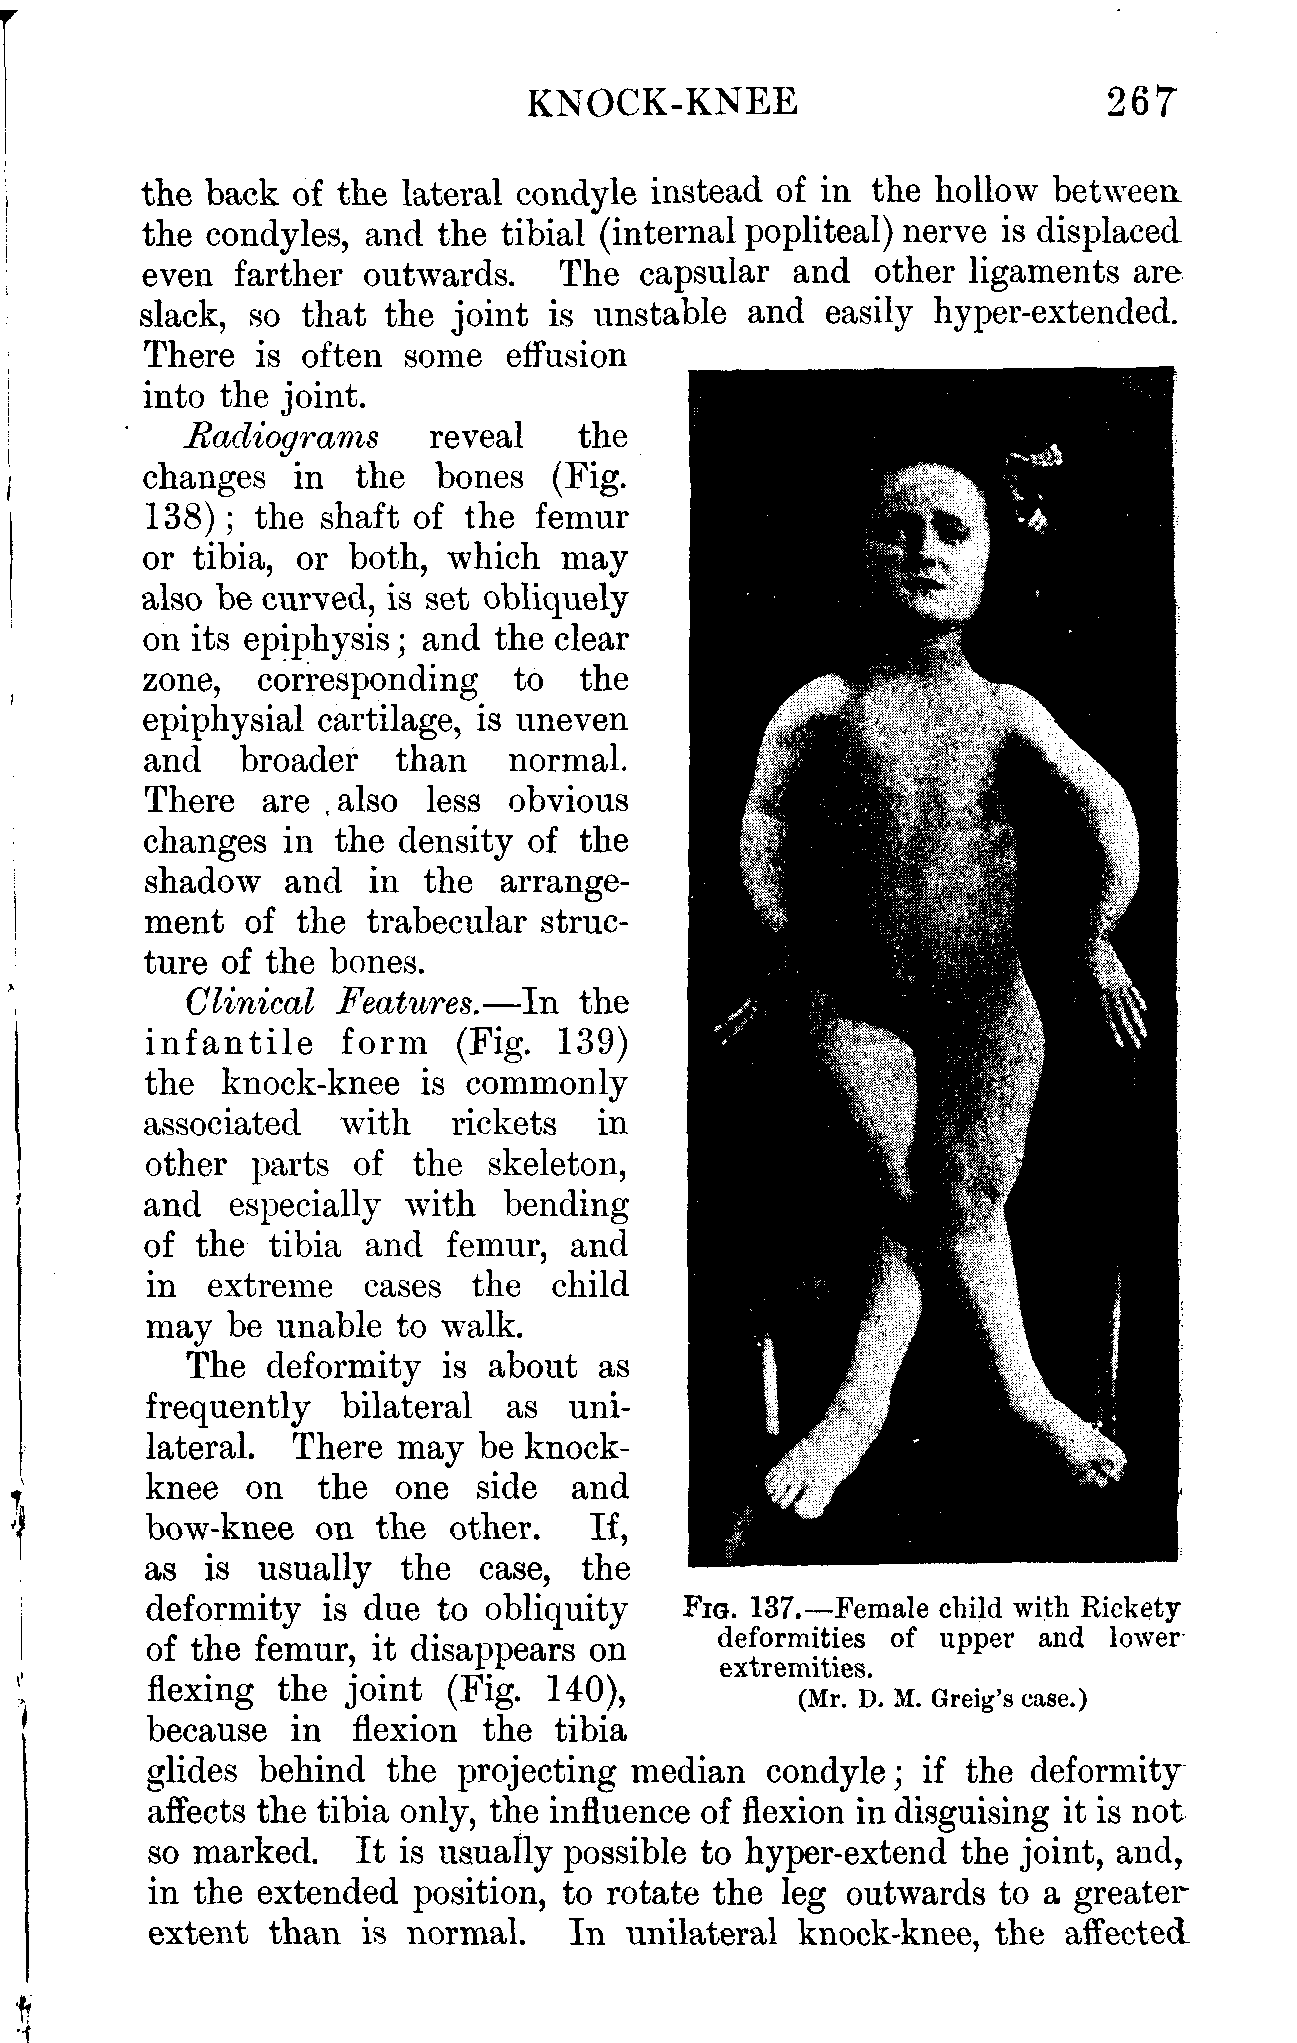 KNOCK-KNEE 267
the back of the lateral condyle instead of in the hollow between
the condyles, and the tibial (internal popliteal) nerve is displaced
even farther outwards. The capsular and other ligaments are
slack, so that the joint is unstable and easily hyper-extended.
There is often some effusion
into the joint.
Radiograms reveal the
changes in the bones (Fig.
138); the shaft of the femur
or tibia, or both, which may
also be curved, is set obliquely
on its epiphysis; and the clear
zone, corresponding to the
epiphysial cartilage, is uneven
and broader than normal.
There are also less obvious
changes in the density of the
shadow and in the arrange-
ment of the trabecular struc-
ture of the bones.
Clinical Features.—In the
infantile form (Fig. 139)
the knock-knee is commonly
associated with rickets in
other parts of the skeleton,
and especially with bending
of the tibia and femur, and
in extreme cases the child
may be unable to walk.
The deformity is about as
frequently bilateral as uni-
lateral. There may be knock-
knee on the one side and
bow-knee on the other. If,
as is usually the case, the
deformity is due to obliquity
of the femur, it disappears on
flexing the joint (Fig. 140),
because in flexion the tibia
glides behind the projecting median condyle; if the deformity
affects the tibia only, the influence of flexion in disguising it is not
so marked. It is usually possible to hyper-extend the joint, and,
in the extended position, to rotate the leg outwards to a greater
extent than is normal. In unilateral knock-knee, the affected
FIG. 137.—Female child with Rickety
deformities of upper and lower
extremities.
(Mr. D. M. Greig's case.)